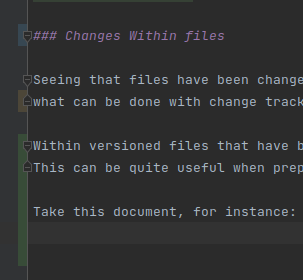 ### Changes Within files
Seeing that files have been change
what can be done with change track
Within versioned files that have b
This can be quite useful when prep
Take this document, for instance: